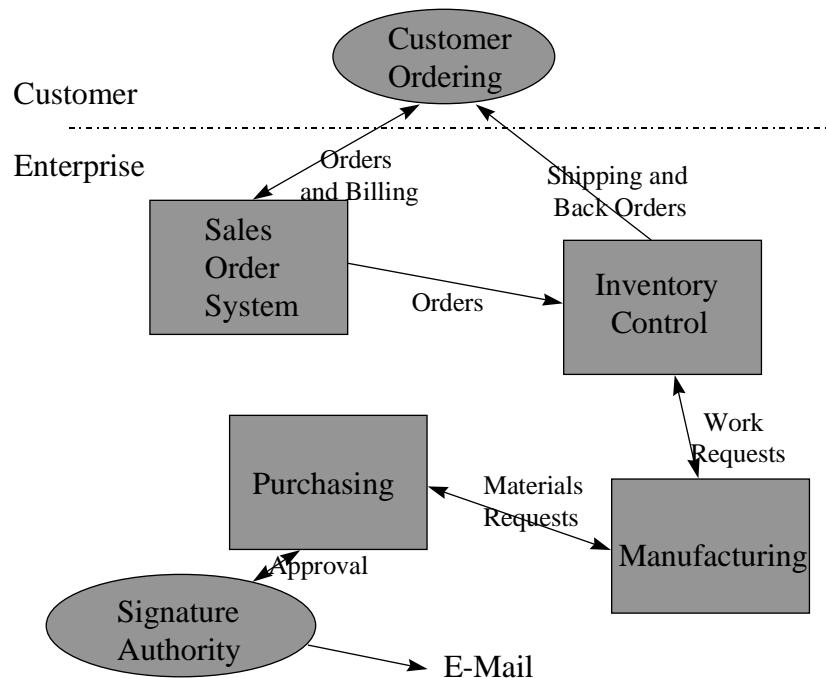 Customer
Ordering
Customer
Enterprise
Orders
and Billing
Shipping and
Back Orders
Sales
Order
System
Orders
Inventory
Control
Work
Requests
Purchasing
Materials
Requests
Manufacturing
Approval
Signature
Authority
E-Mail